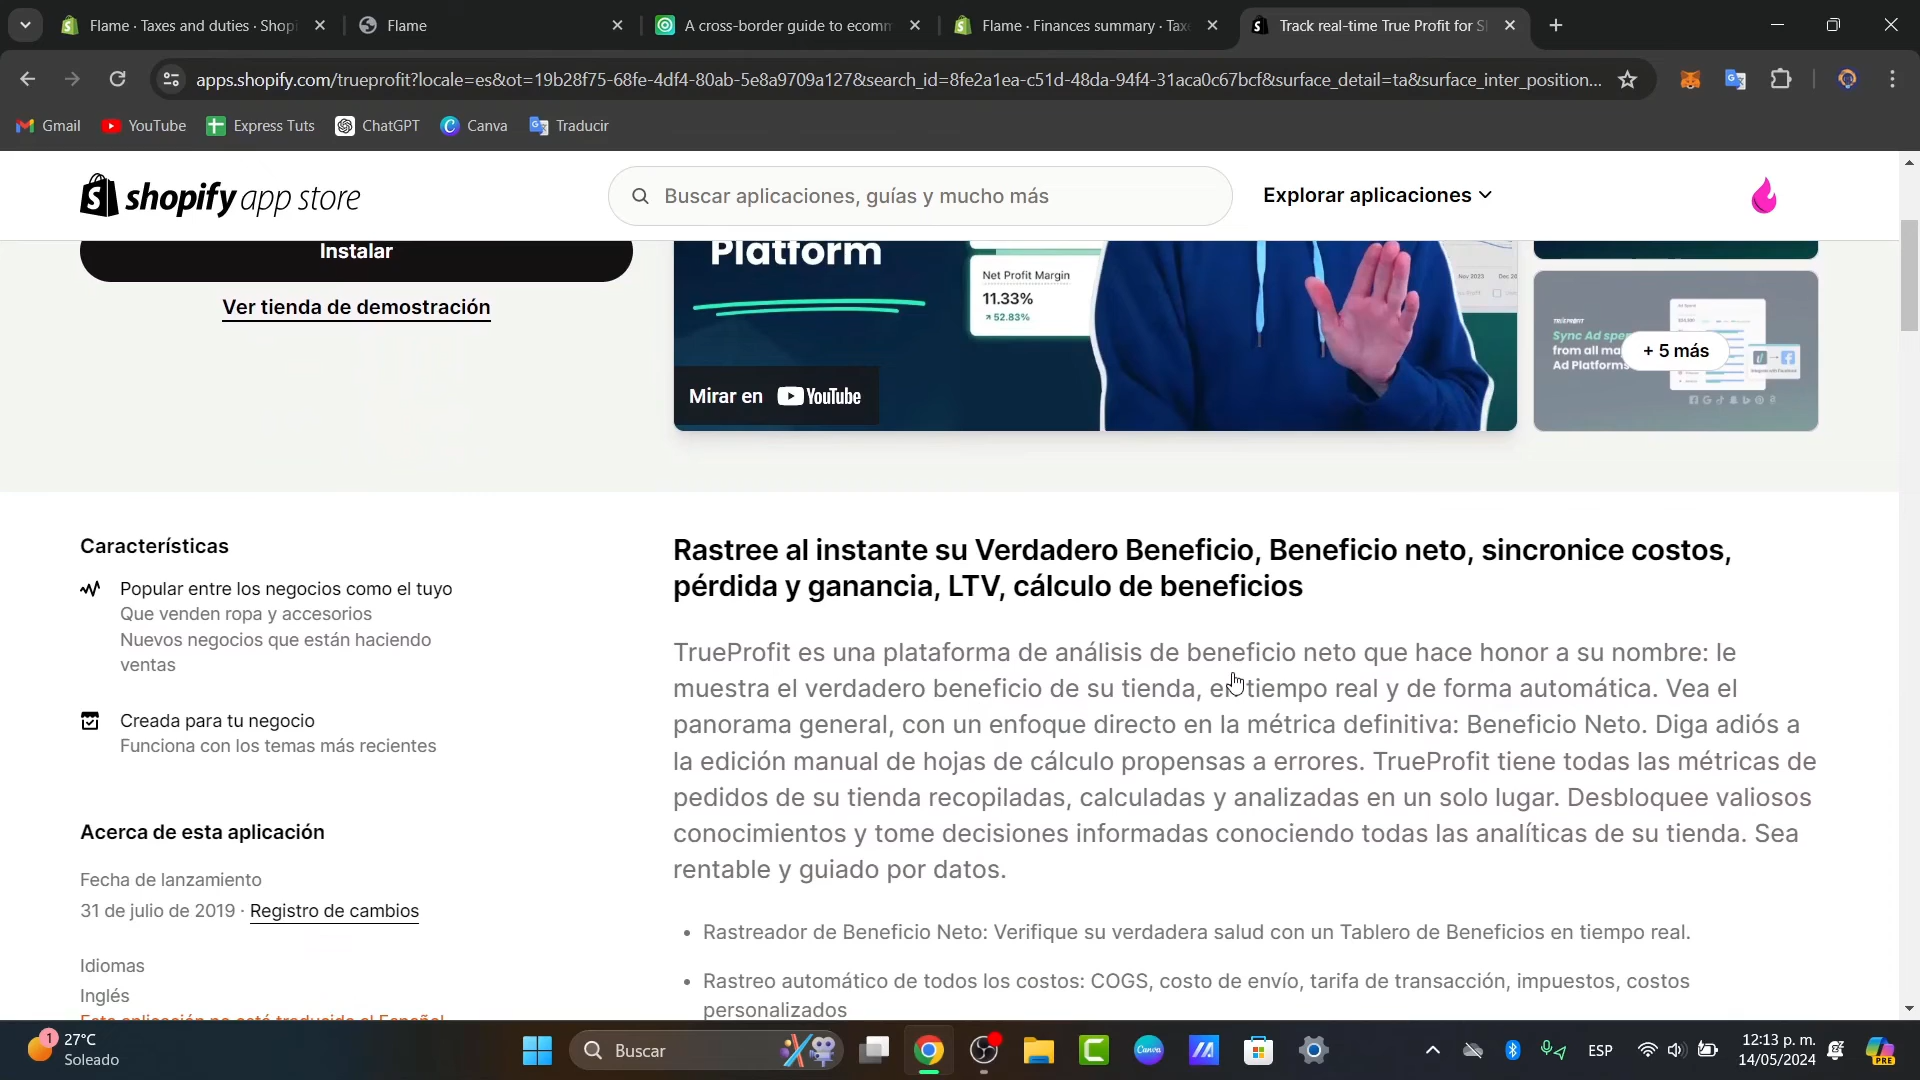 Flame · Taxes and duties · Shopi
Flame
A cross-border guide to ecomm
Flame · Finances summary · Taxe
Track real-time True Profit for S
apps.shopify.com/trueprofit?locale=es&ot=19b28f75-68fe-4df4-80ab-5e8a9709a127&search_id=8fe2a1ea-c51d-48da-94f4-31aca0c67bcf&surface_detail=ta&surface_inter_position...
Gmail
YouTube
Express Tuts
ChatGPT
Canva
Traducir
shopify app store
Buscar aplicaciones, guías y mucho más
Explorar aplicaciones
Instalar
Ver tienda de demostración
Platform
Net Profit Margin
11.33%
52.83%
Mirar en YouTube
TRUEPROFIT
Sync Ad spe
from all ma
Ad Platforms
+ 5 más
Características
Popular entre los negocios como el tuyo
Que venden ropa y accesorios
Nuevos negocios que están haciendo
ventas
Creada para tu negocio
Funciona con los temas más recientes
Acerca de esta aplicación
Fecha de lanzamiento
31 de julio de 2019 · Registro de cambios
Idiomas
Inglés
Esta aplicación no está traducida al Español
Rastree al instante su Verdadero Beneficio, Beneficio neto, sincronice costos,
pérdida y ganancia, LTV, cálculo de beneficios
TrueProfit es una plataforma de análisis de beneficio neto que hace honor a su nombre: le
muestra el verdadero beneficio de su tienda, en tiempo real y de forma automática. Vea el
panorama general, con un enfoque directo en la métrica definitiva: Beneficio Neto. Diga adiós a
la edición manual de hojas de cálculo propensas a errores. TrueProfit tiene todas las métricas de
pedidos de su tienda recopiladas, calculadas y analizadas en un solo lugar. Desbloquee valiosos
conocimientos y tome decisiones informadas conociendo todas las analíticas de su tienda. Sea
rentable y guiado por datos.
• Rastreador de Beneficio Neto: Verifique su verdadera salud con un Tablero de Beneficios en tiempo real.
• Rastreo automático de todos los costos: COGS, costo de envío, tarifa de transacción, impuestos, costos
personalizados
1
27°C
Soleado
Buscar
Canva
ESP
12:13 p. m.
14/05/2024
PRE